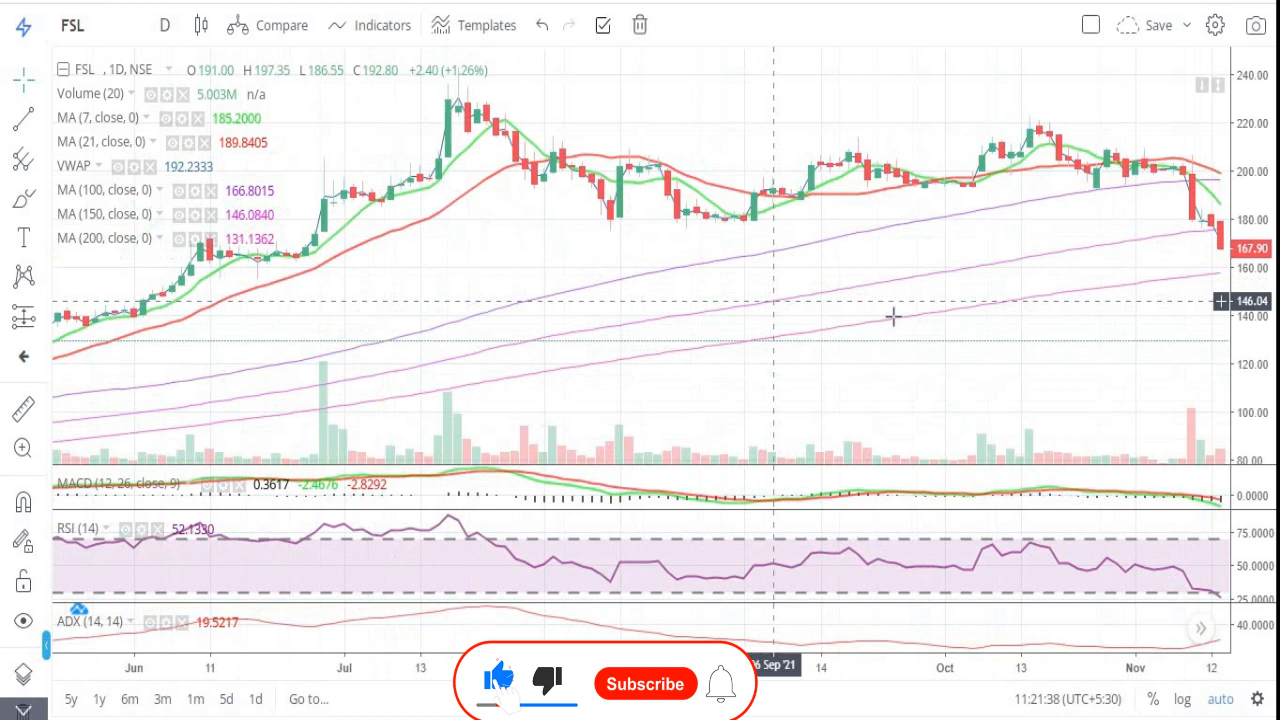 FSL D Compare Indicators Templates Save
FSL , 1D, NSE O 191.00 H 197.35 L 186.55 C 192.80 +2.40 (+1.26%)
Volume (20) 5.003M n/a
MA (7, close, 0) 185.2000
MA (21, close, 0) 189.8405
VWAP 192.2333
MA (100, close, 0) 166.8015
MA (150, close, 0) 146.0840
MA (200, close, 0) 131.1362
240.00
220.00
200.00
180.00
167.90
160.00
146.04
140.00
120.00
100.00
80.00
MACD (12, 26, close, 9) 0.3617 -2.4676 -2.8292
0.0000
RSI (14) 52.1330
75.0000
50.0000
25.0000
ADX (14, 14) 19.5217
40.0000
Jun 11 Jul 13 Sep '21 14 Oct 13 Nov 12
Subscribe
5y 1y 6m 3m 1m 5d 1d Go to... 11:21:38 (UTC+5:30) % log auto